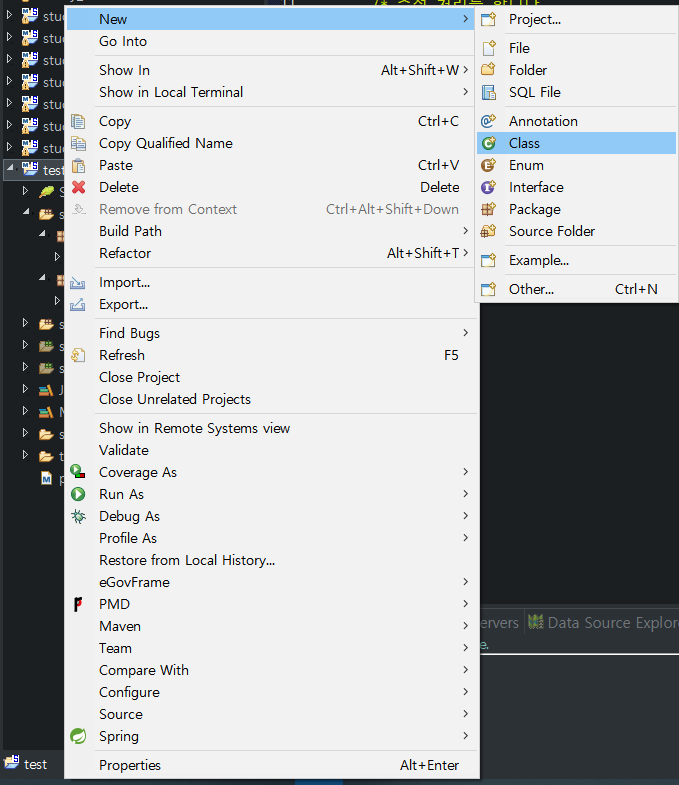 stud
stud
stud
stud
stud
stud
stud
test
S
s
s
s
s
J
M
s
t
p
test
New
Go Into
Show In Alt+Shift+W
Show in Local Terminal
Copy Ctrl+C
Copy Qualified Name
Paste Ctrl+V
Delete Delete
Remove from Context Ctrl+Alt+Shift+Down
Build Path
Refactor Alt+Shift+T
Import...
Export...
Find Bugs
Refresh F5
Close Project
Close Unrelated Projects
Show in Remote Systems view
Validate
Coverage As
Run As
Debug As
Profile As
Restore from Local History...
eGovFrame
PMD
Maven
Team
Compare With
Configure
Source
Spring
Properties Alt+Enter
Project...
File
Folder
SQL File
Annotation
Class
Enum
Interface
Package
Source Folder
Example...
Other... Ctrl+N
ervers Data Source Explor
e.